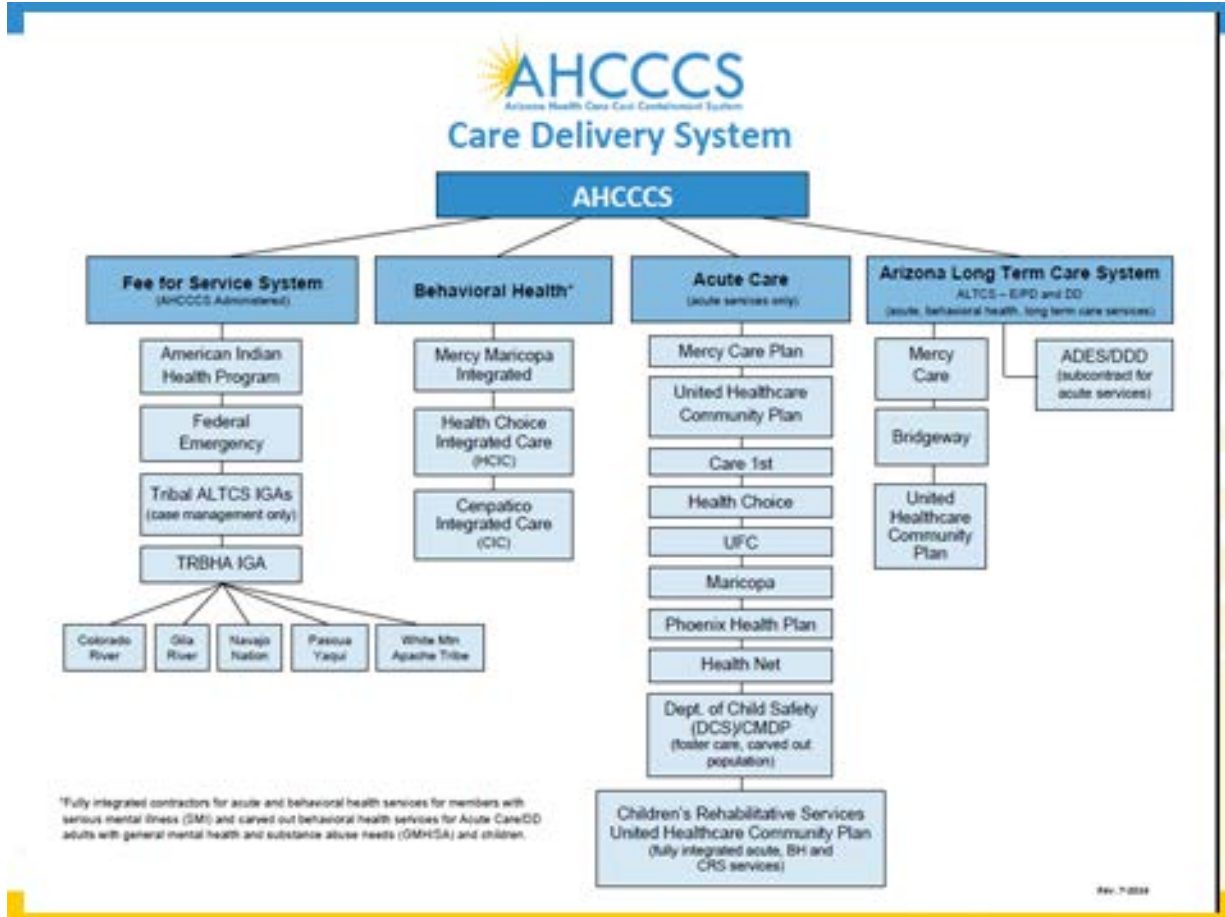 AHCCCS
Arizona Health Care Cost Containment System
Care Delivery System
AHCCCS
Fee for Service System
(AHCCCS Administered)
American Indian
Health Program
Federal
Emergency
Tribal ALTCS IGAs
(case management only)
TRBHA IGA
Colorado
River
Gila
River
Navajo
Nation
Pascua
Yaqui
White Mtn
Apache Tribe
Behavioral Health*
Mercy Maricopa
Integrated
Health Choice
Integrated Care
(HCIC)
Cenpatico
Integrated Care
(CIC)
Acute Care
(acute services only)
Mercy Care Plan
United Healthcare
Community Plan
Care 1st
Health Choice
UFC
Maricopa
Phoenix Health Plan
Health Net
Dept. of Child Safety
(DCS)/CMDP
(foster care, carved out
population)
Children's Rehabilitative Services
United Healthcare Community Plan
(fully integrated acute, BH and
CRS services)
Arizona Long Term Care System
ALTCS – E/PD and DD
(acute, behavioral health, long term care services)
Mercy
Care
Bridgeway
United
Healthcare
Community
Plan
ADES/DDD
(subcontract for
acute services)
*Fully integrated contractors for acute and behavioral health services for members with
serious mental illness (SMI) and carved out behavioral health services for Acute Care/DD
adults with general mental health and substance abuse needs (GMH/SA) and children.
Rev. 7-2016